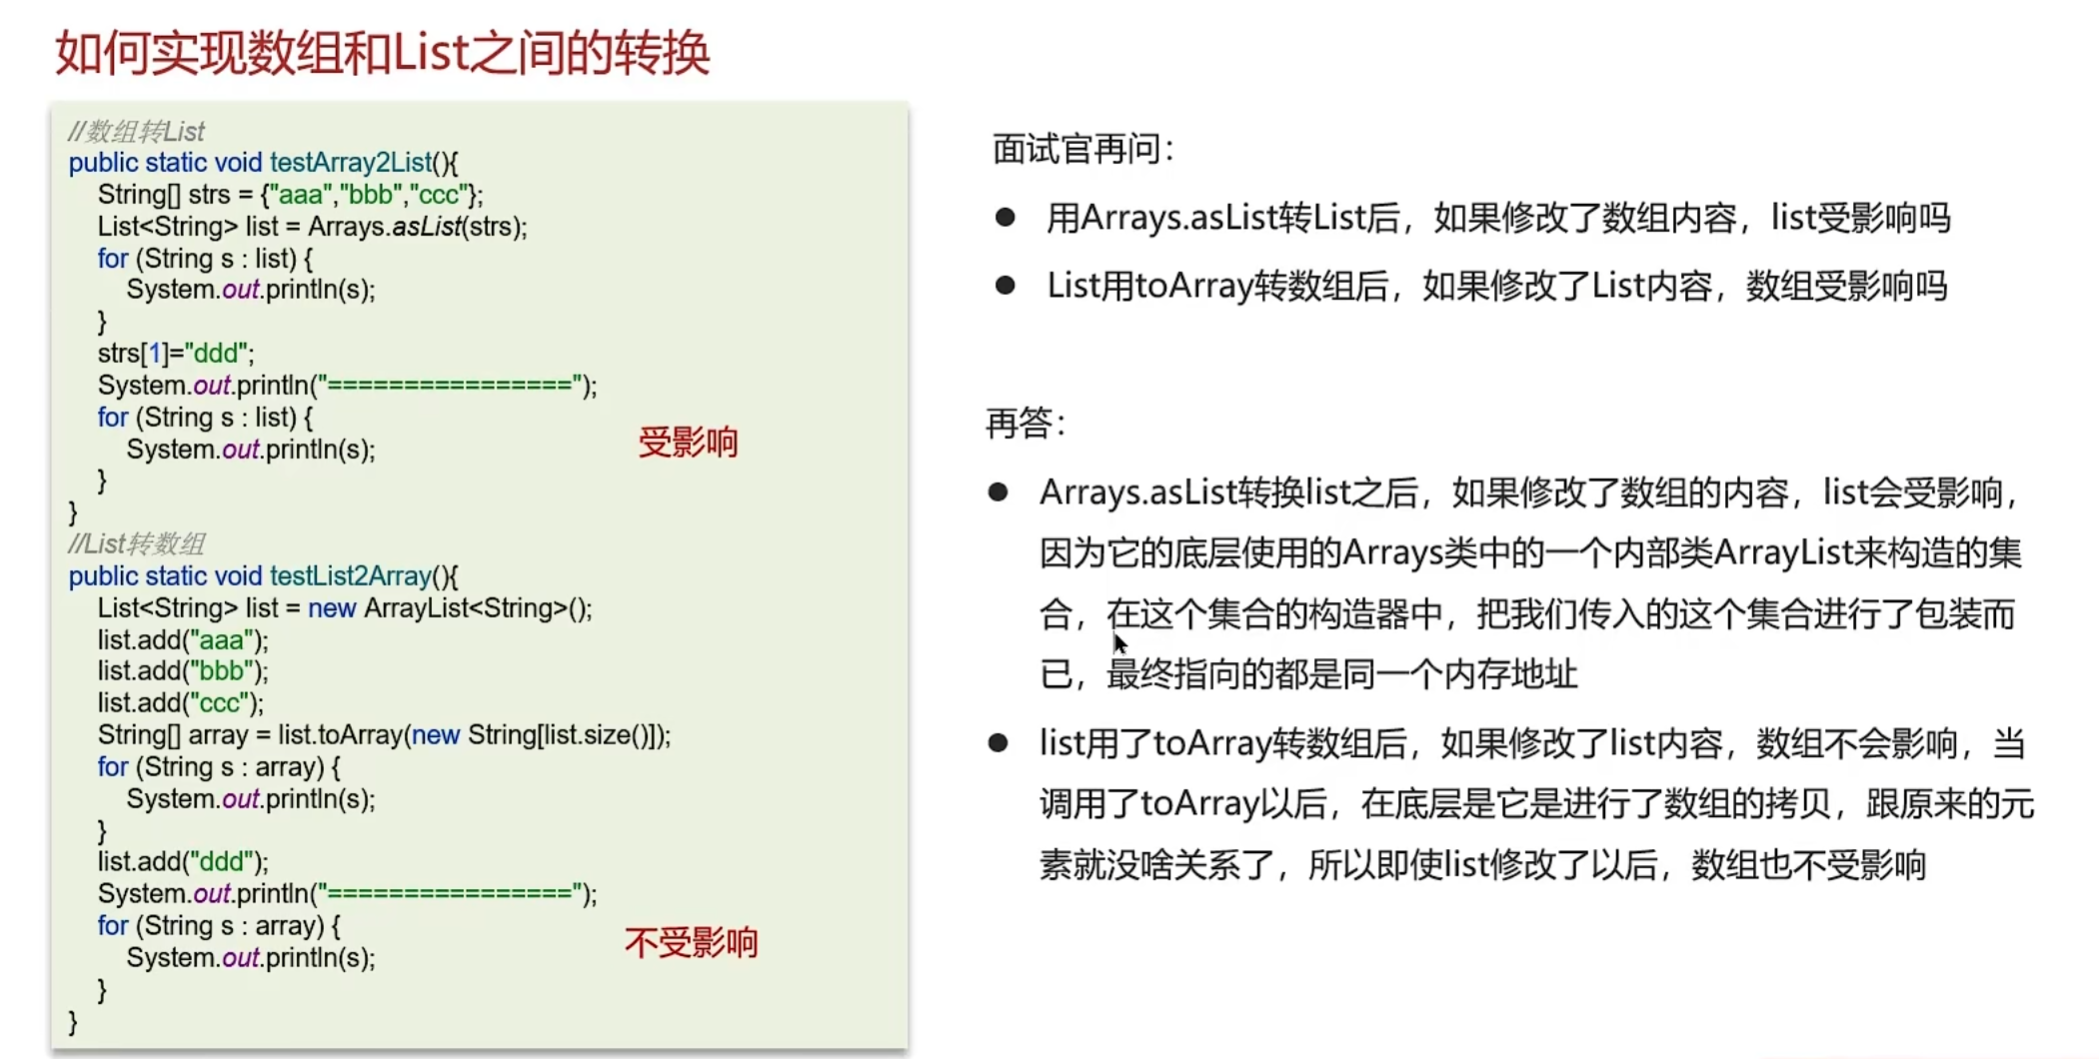 如何实现数组和List之间的转换
//数组转List
public static void testArray2List(){
String[] strs = {"aaa","bbb","ccc"};
List<String> list = Arrays.asList(strs);
for (String s : list) {
System.out.println(s);
}
strs[1]="ddd";
System.out.println("================");
for (String s : list) {
System.out.println(s);
}
}
受影响
//List转数组
public static void testList2Array(){
List<String> list = new ArrayList<String>();
list.add("aaa");
list.add("bbb");
list.add("ccc");
String[] array = list.toArray(new String[list.size()]);
for (String s : array) {
System.out.println(s);
}
list.add("ddd");
System.out.println("================");
for (String s : array) {
System.out.println(s);
}
}
不受影响
面试官再问：
● 用Arrays.asList转List后，如果修改了数组内容，list受影响吗
● List用toArray转数组后，如果修改了List内容，数组受影响吗
再答：
● Arrays.asList转换list之后，如果修改了数组的内容，list会受影响，
因为它的底层使用的Arrays类中的一个内部类ArrayList来构造的集
合，在这个集合的构造器中，把我们传入的这个集合进行了包装而
已，最终指向的都是同一个内存地址
● list用了toArray转数组后，如果修改了list内容，数组不会影响，当
调用了toArray以后，在底层是它是进行了数组的拷贝，跟原来的元
素就没啥关系了，所以即使list修改了以后，数组也不受影响